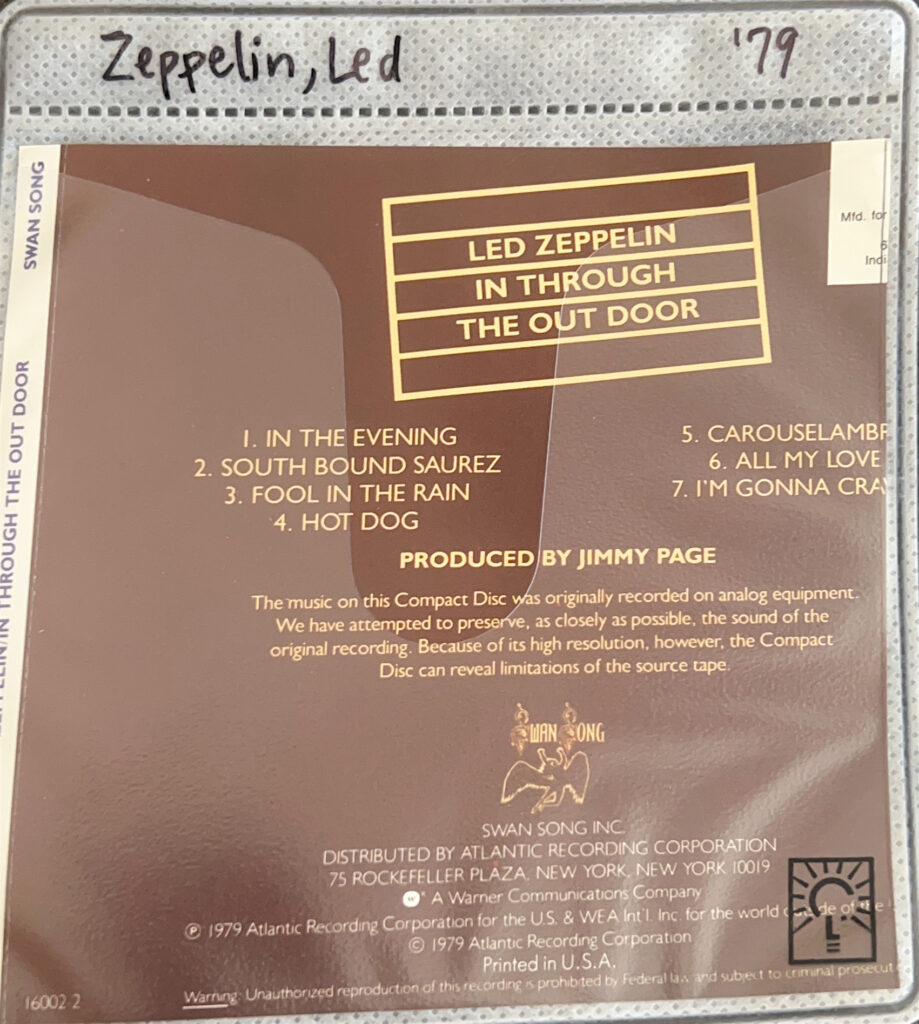 Zeppelin, Led '79
SWAN SONG
IN THROUGH THE OUT DOOR
Mfd. for
6
Indi
LED ZEPPELIN
IN THROUGH
THE OUT DOOR
1. IN THE EVENING
2. SOUTH BOUND SAUREZ
3. FOOL IN THE RAIN
4. HOT DOG
5. CAROUSELAMBR
6. ALL MY LOVE
7. I'M GONNA CRA
PRODUCED BY JIMMY PAGE
The music on this Compact Disc was originally recorded on analog equipment.
We have attempted to preserve, as closely as possible, the sound of the
original recording. Because of its high resolution, however, the Compact
Disc can reveal limitations of the source tape.
SWAN SONG
SWAN SONG INC.
DISTRIBUTED BY ATLANTIC RECORDING CORPORATION
75 ROCKEFELLER PLAZA, NEW YORK, NEW YORK 10019
A Warner Communications Company
℗ 1979 Atlantic Recording Corporation for the U.S. & WEA Int'l. Inc. for the world outside of the
© 1979 Atlantic Recording Corporation
Printed in U.S.A.
Warning: Unauthorized reproduction of this recording is prohibited by Federal law and subject to criminal prosecut
16002 2